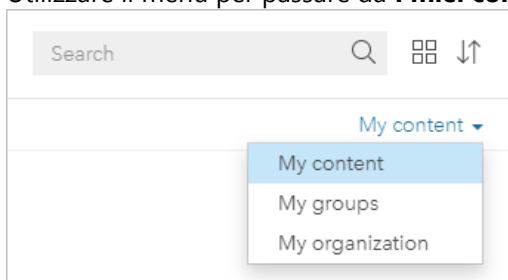 Utilizzare il menu per passare da
Search
My content
My content
My groups
My organization